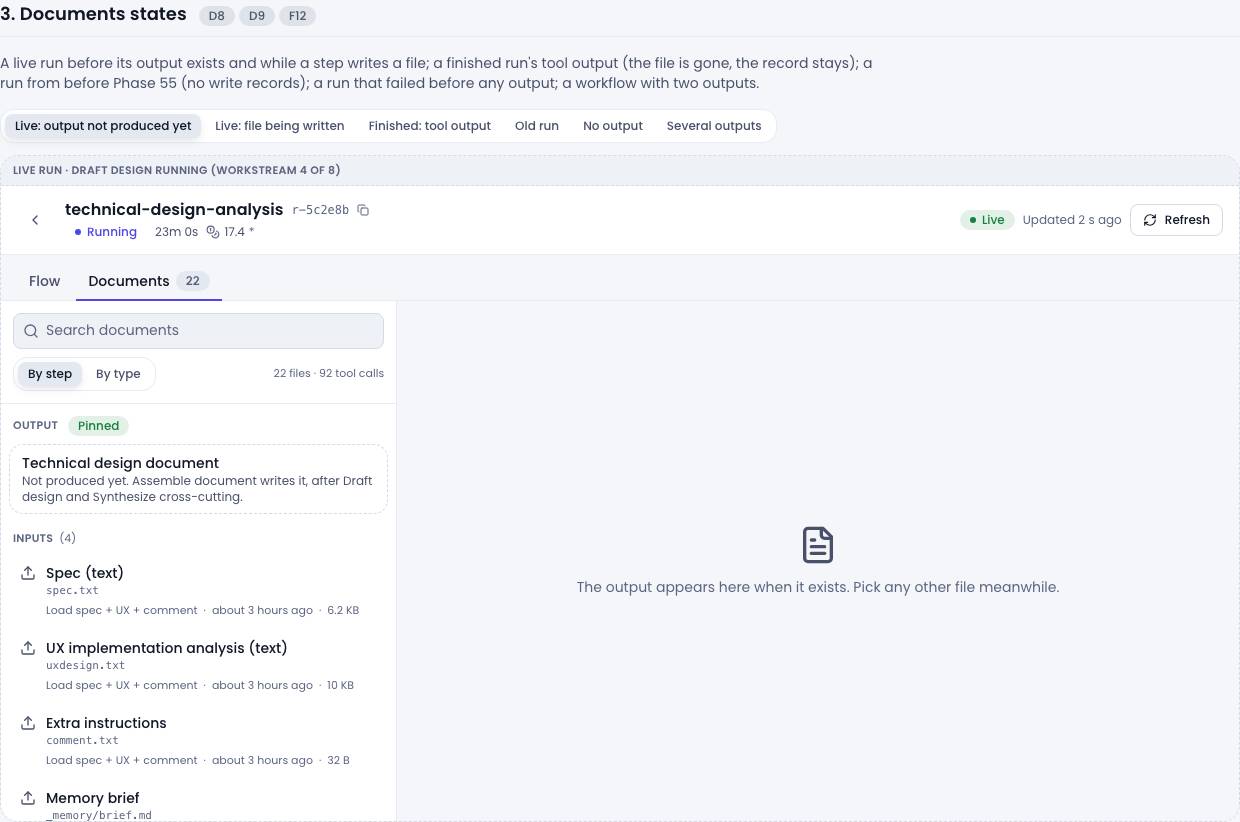 3. Documents states D8 D9 F12
A live run before its output exists and while a step writes a file; a finished run's tool output (the file is gone, the record stays); a
run from before Phase 55 (no write records); a run that failed before any output; a workflow with two outputs.
Live: output not produced yet Live: file being written Finished: tool output Old run No output Several outputs
LIVE RUN · DRAFT DESIGN RUNNING (WORKSTREAM 4 OF 8)
technical-design-analysis r-5c2e8b
Running 23m 0s 17.4 *
Live Updated 2 s ago Refresh
Flow Documents 22
Search documents
By step By type 22 files · 92 tool calls
OUTPUT Pinned
Technical design document
Not produced yet. Assemble document writes it, after Draft
design and Synthesize cross-cutting.
INPUTS (4)
Spec (text)
spec.txt
Load spec + UX + comment · about 3 hours ago · 6.2 KB
UX implementation analysis (text)
uxdesign.txt
Load spec + UX + comment · about 3 hours ago · 10 KB
Extra instructions
comment.txt
Load spec + UX + comment · about 3 hours ago · 32 B
Memory brief
_memory/brief.md
The output appears here when it exists. Pick any other file meanwhile.